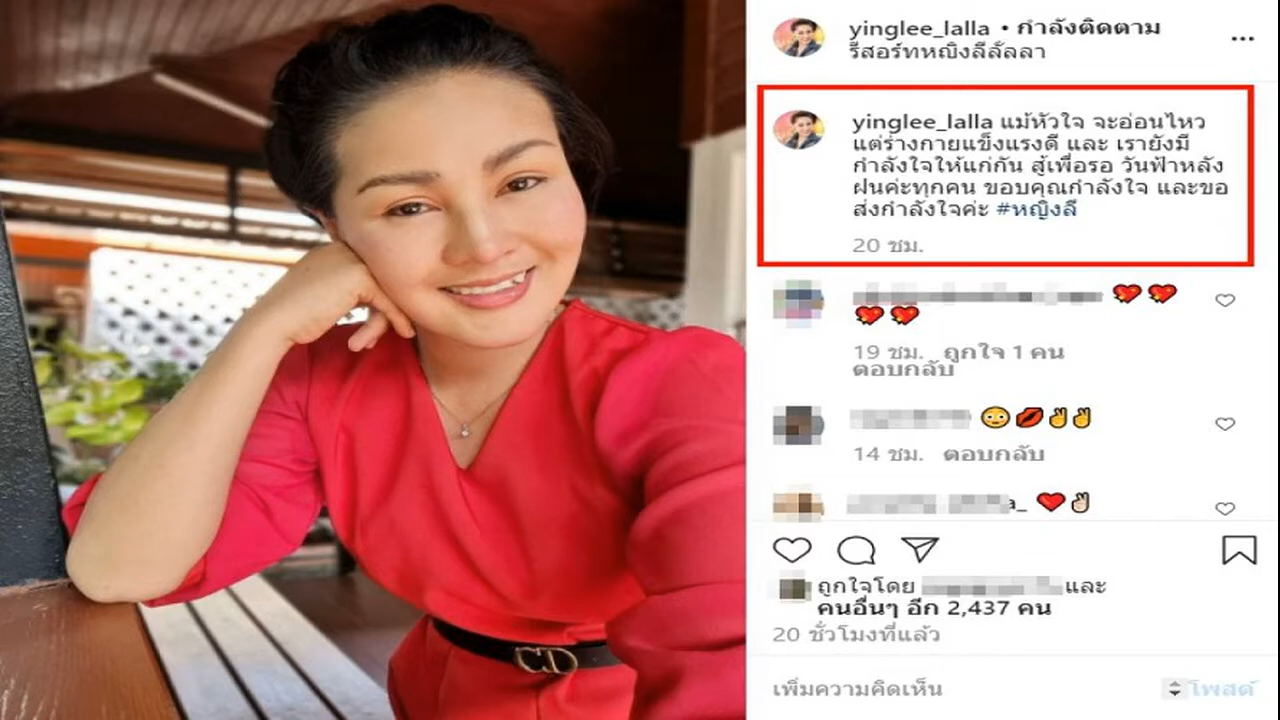 yinglee_lalla • กำลังติดตาม
รีสอร์ทหญิงลีลัลลา
yinglee_lalla แม้หัวใจ จะอ่อนไหว
แต่ร่างกายแข็งแรงดี และ เรายังมี
กำลังใจให้แก่กัน สู้เพื่อรอ วันฟ้าหลัง
ฝนค่ะทุกคน ขอบคุณกำลังใจ และขอ
ส่งกำลังใจค่ะ #หญิงลี
20 ชม.
19 ชม. ถูกใจ 1 คน
ตอบกลับ
14 ชม. ตอบกลับ
ถูกใจโดย และ
คนอื่นๆ อีก 2,437 คน
20 ชั่วโมงที่แล้ว
เพิ่มความคิดเห็น
โพสต์
CD